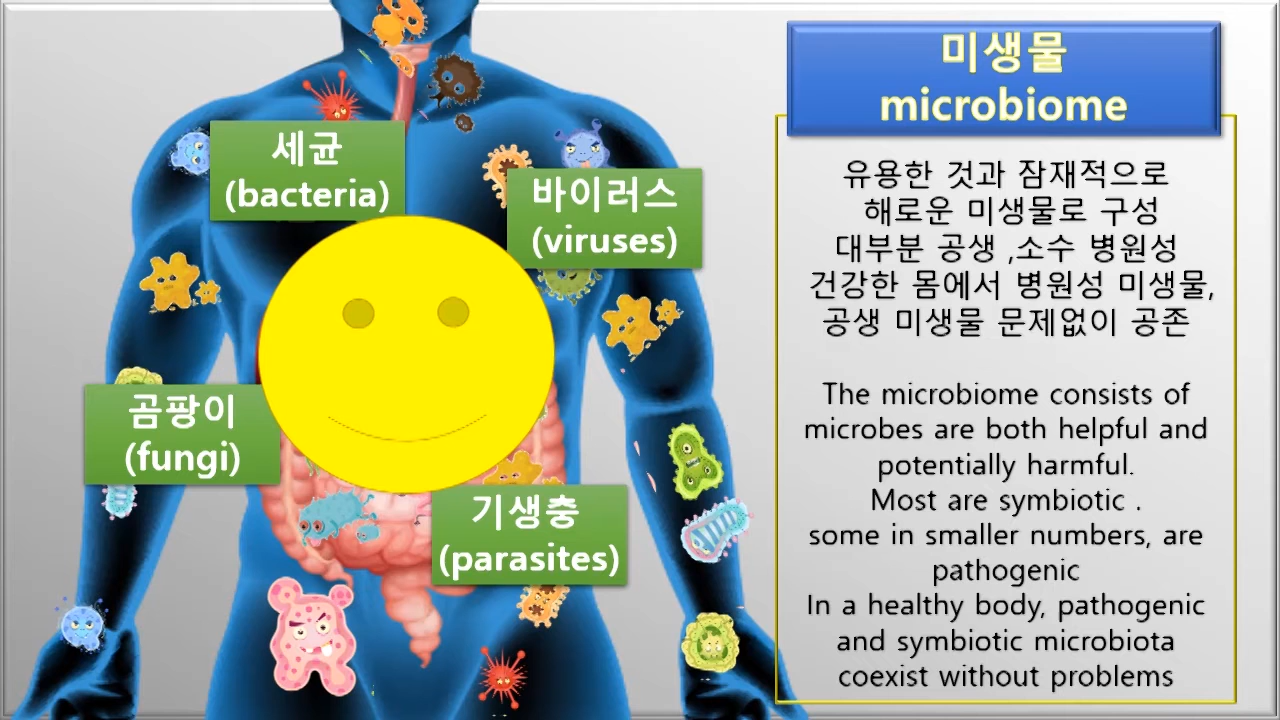 세균
(bacteria)
바이러스
(viruses)
곰팡이
(fungi)
기생충
(parasites)
미생물
microbiome
유용한 것과 잠재적으로
해로운 미생물로 구성
대부분 공생 ,소수 병원성
건강한 몸에서 병원성 미생물,
공생 미생물 문제없이 공존
The microbiome consists of
microbes are both helpful and
potentially harmful.
Most are symbiotic .
some in smaller numbers, are
pathogenic
In a healthy body, pathogenic
and symbiotic microbiota
coexist without problems